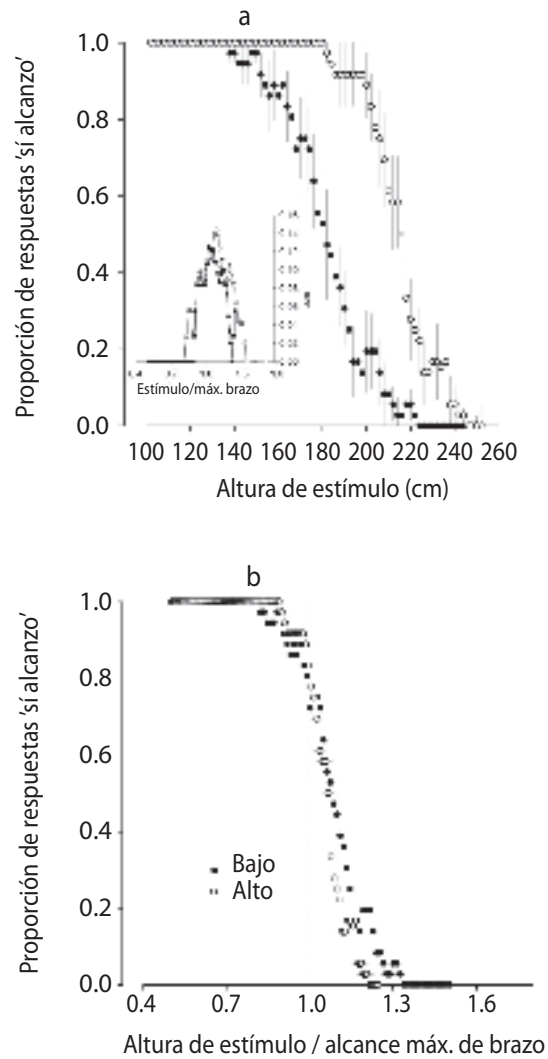 a
Proporción de respuestas 'sí alcanzo'
1.0
0.8
0.6
0.4
0.2
0.0
Estímulo/máx. brazo
100 120 140 160 180 200 220 240 260
Altura de estímulo (cm)
b
Proporción de respuestas 'sí alcanzo'
1.0
0.8
0.6
0.4
0.2
0.0
Bajo
Alto
0.4 0.7 1.0 1.3 1.6
Altura de estímulo / alcance máx. de brazo